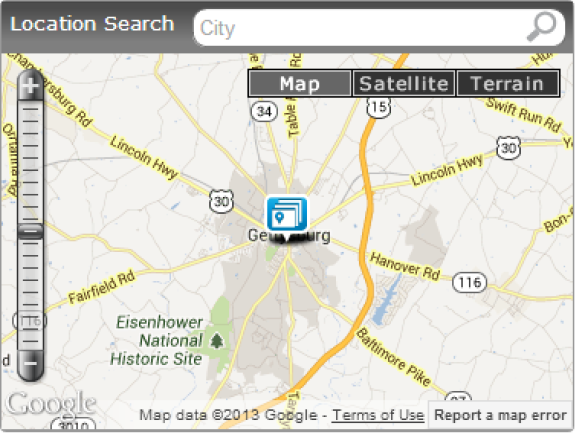 Location Search
City
Map
Satellite
Terrain
Chambersburg Rd
34
Table R
15
Swift Run Rd
30
Lincoln Hwy
Lincoln Hwy
30
Bon-
Gettysburg
Hanover Rd
116
Fairfield Rd
116
Eisenhower
National
Historic Site
Baltimore Pike
d
Google
3010
Map data ©2013 Google - Terms of Use
Report a map error